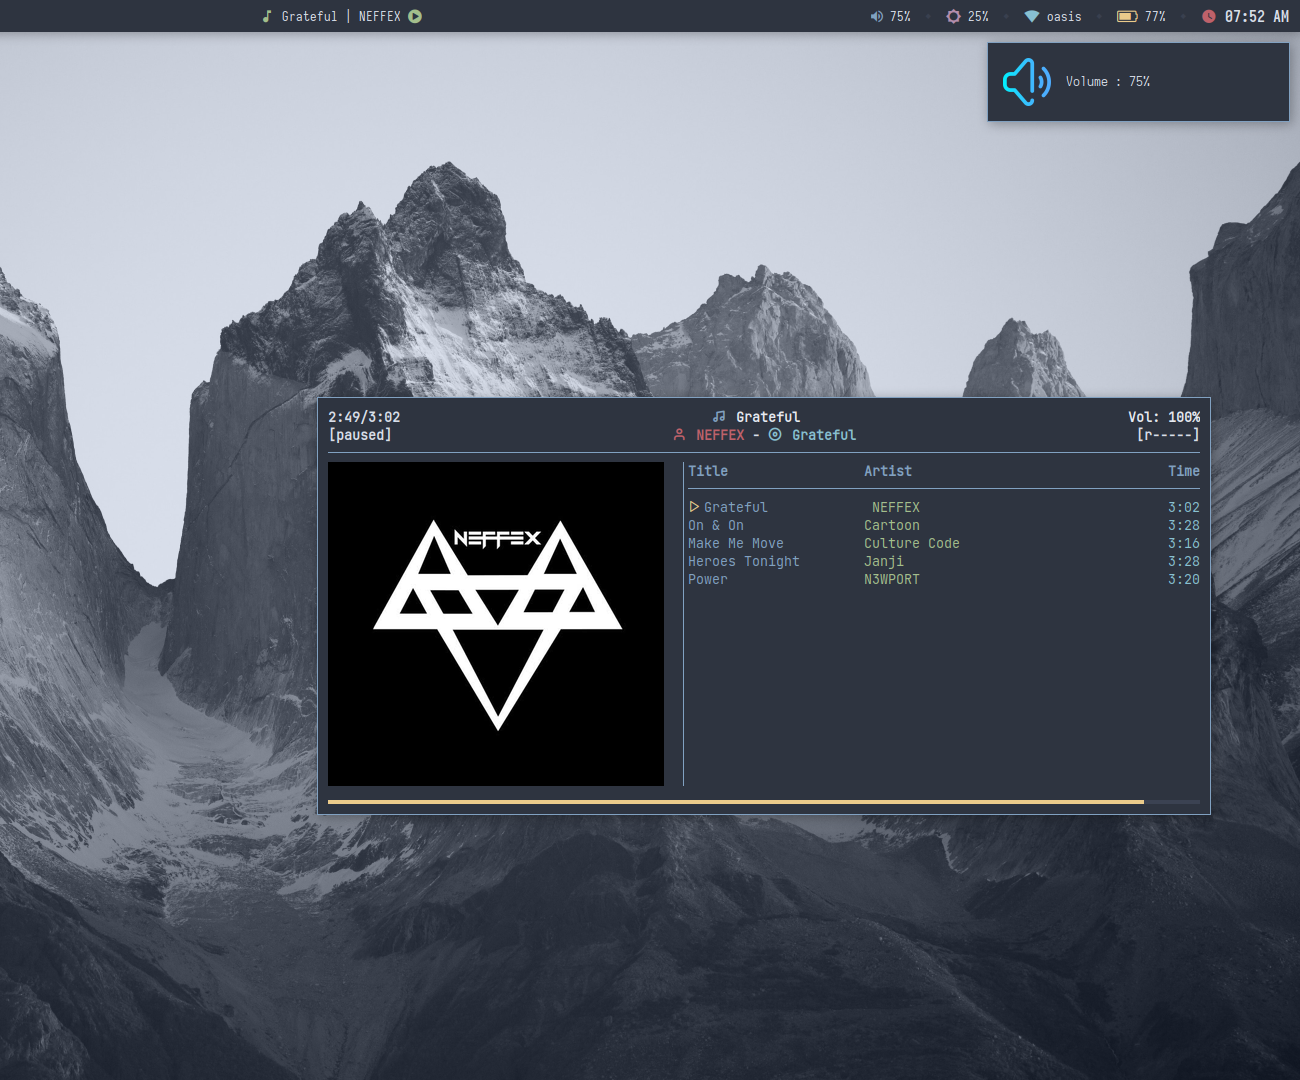 Grateful | NEFFEX
75% 25% oasis 77% 07:52 AM
Volume : 75%
2:49/3:02 Grateful Vol: 100%
[paused] NEFFEX - Grateful [r-----]
NEFFEX
Title Artist Time
Grateful NEFFEX 3:02
On & On Cartoon 3:28
Make Me Move Culture Code 3:16
Heroes Tonight Janji 3:28
Power N3WPORT 3:20